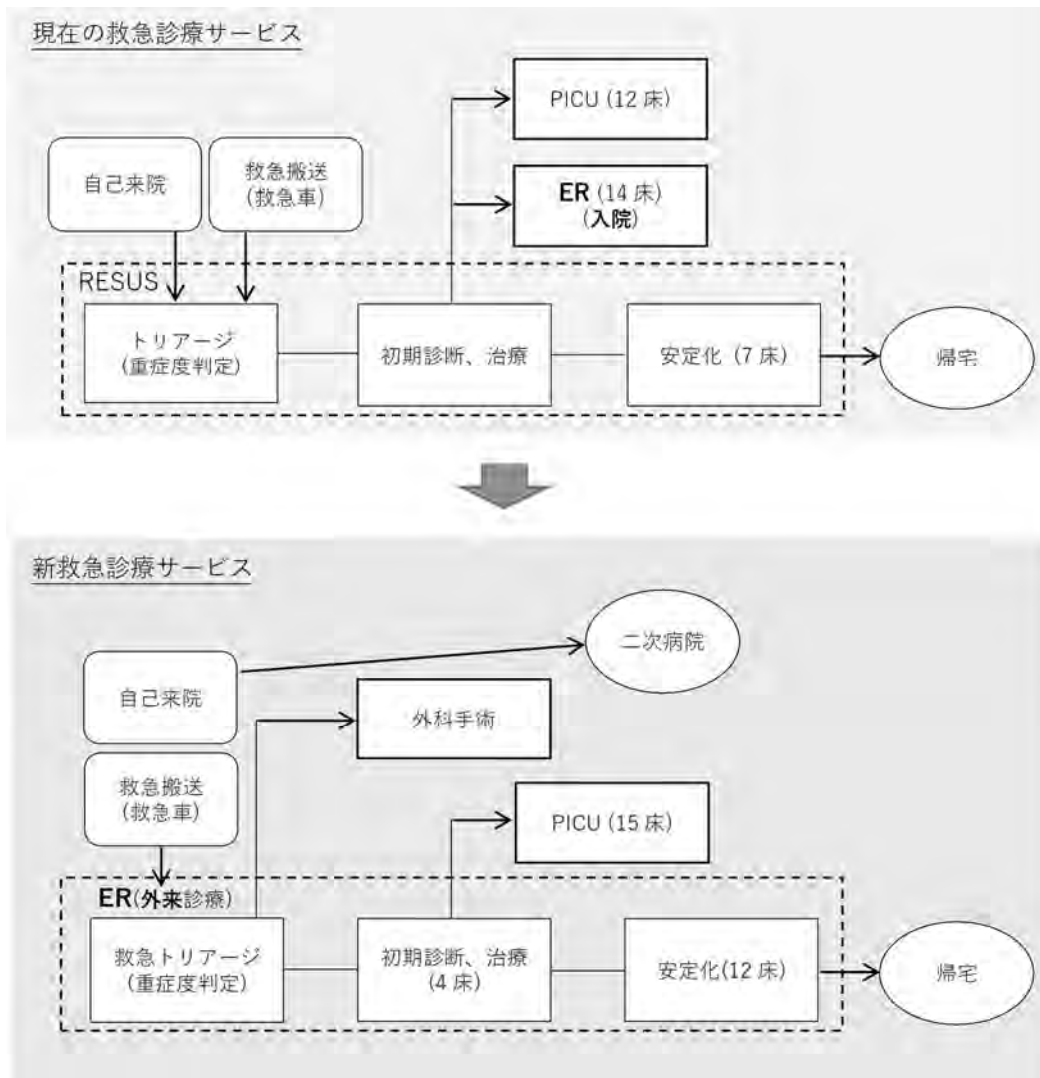 現在の救急診療サービス
PICU (12 床)
自己来院
救急搬送
(救急車)
ER (14 床)
(入院)
RESUS
トリアージ
(重症度判定)
初期診断、治療
安定化 (7 床)
帰宅
新救急診療サービス
二次病院
自己来院
外科手術
救急搬送
(救急車)
PICU (15 床)
ER(外来診療)
救急トリアージ
(重症度判定)
初期診断、治療
(4 床)
安定化(12 床)
帰宅